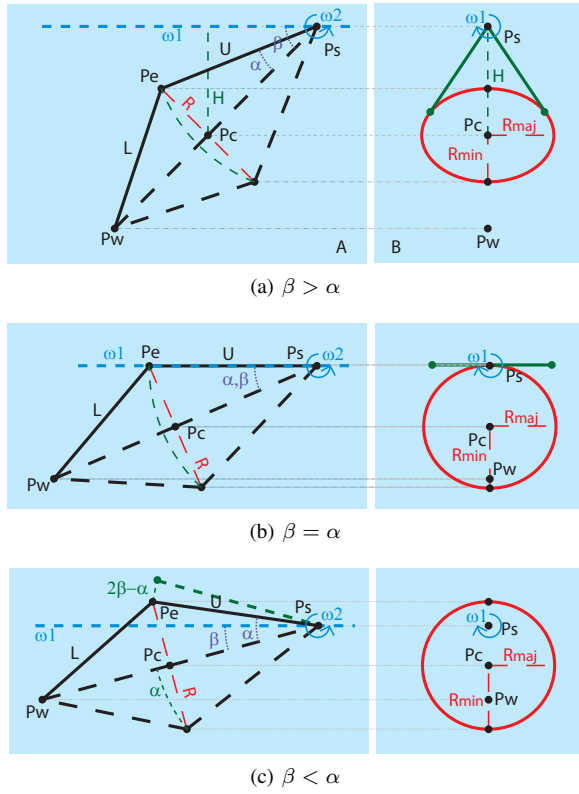 ω1
ω2
β
U
Ps
α
Pe
H
R
Pc
L
Pw
A
ω1
Ps
H
Pc
Rmaj
Rmin
B
Pw
(a) β > α
ω1
Pe
U
Ps
ω2
α,β
L
Pc
R
Pw
ω1
Ps
Rmaj
Pc
Rmin
Pw
(b) β = α
2β−α
Pe
U
Ps
ω2
ω1
β
α
L
Pc
α
R
Pw
ω1
Ps
Pc
Rmaj
Rmin
Pw
(c) β < α